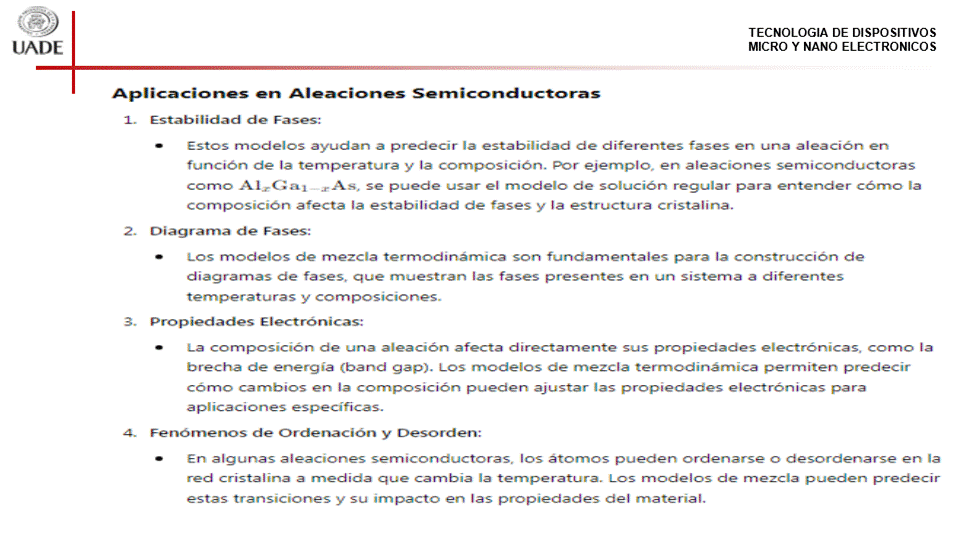 UADE
TECNOLOGIA DE DISPOSITIVOS
MICRO Y NANO ELECTRONICOS
Aplicaciones en Aleaciones Semiconductoras
1. Estabilidad de Fases:
• Estos modelos ayudan a predecir la estabilidad de diferentes fases en una aleación en
función de la temperatura y la composición. Por ejemplo, en aleaciones semiconductoras
como AlₓGa₁₋ₓAs, se puede usar el modelo de solución regular para entender cómo la
composición afecta la estabilidad de fases y la estructura cristalina.
2. Diagrama de Fases:
• Los modelos de mezcla termodinámica son fundamentales para la construcción de
diagramas de fases, que muestran las fases presentes en un sistema a diferentes
temperaturas y composiciones.
3. Propiedades Electrónicas:
• La composición de una aleación afecta directamente sus propiedades electrónicas, como la
brecha de energía (band gap). Los modelos de mezcla termodinámica permiten predecir
cómo cambios en la composición pueden ajustar las propiedades electrónicas para
aplicaciones específicas.
4. Fenómenos de Ordenación y Desorden:
• En algunas aleaciones semiconductoras, los átomos pueden ordenarse o desordenarse en la
red cristalina a medida que cambia la temperatura. Los modelos de mezcla pueden predecir
estas transiciones y su impacto en las propiedades del material.